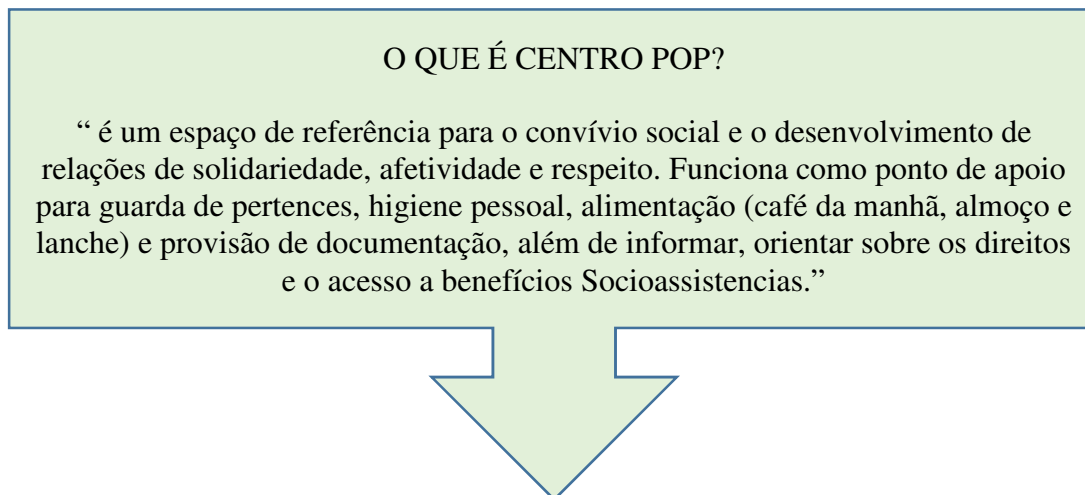 O QUE É CENTRO POP?
“ é um espaço de referência para o convívio social e o desenvolvimento de
relações de solidariedade, afetividade e respeito. Funciona como ponto de apoio
para guarda de pertences, higiene pessoal, alimentação (café da manhã, almoço e
lanche) e provisão de documentação, além de informar, orientar sobre os direitos
e o acesso a benefícios Socioassistencias.”